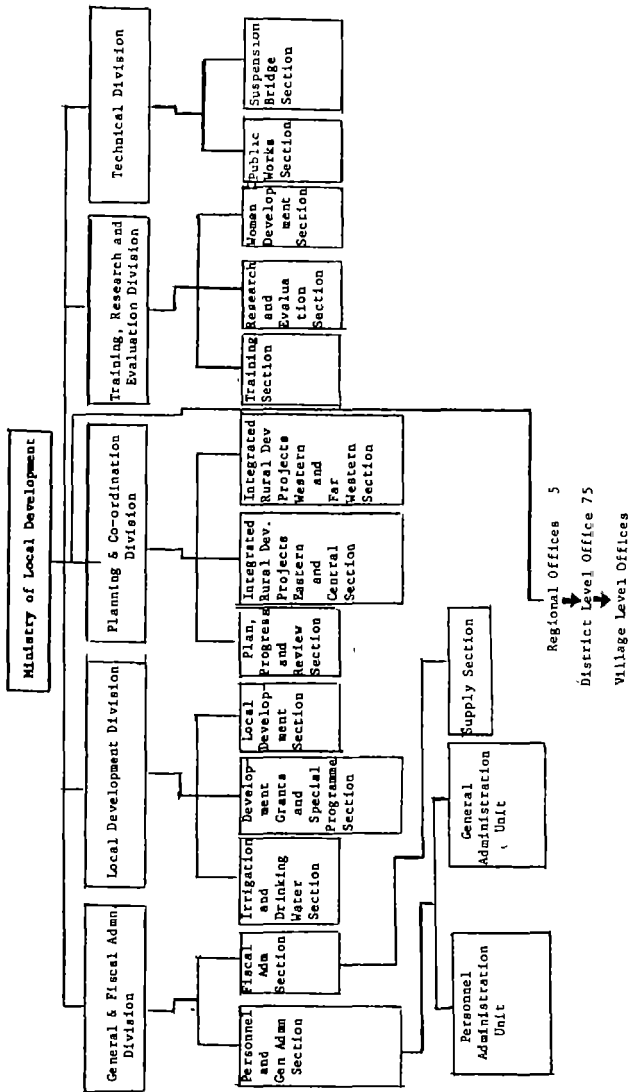 Ministry of Local Development
General & Fiscal Admn.
Division
Local Development Division
Planning & Co-ordination
Division
Training, Research and
Evaluation Division
Technical Division
Personnel
and
Gen Admn
Section
Fiscal
Adm
Section
Irrigation
and
Drinking
Water
Section
Develop-
ment
Grants
and
Special
Programme
Section
Local
Develop-
ment
Section
Plan,
Progress
and
Review
Section
Integrated
Rural Dev.
Projects
Eastern
and
Central
Section
Integrated
Rural Dev
Projects
Western
and
Far
Western
Section
Training
Section
Research
and
Evalua
tion
Section
Women
Develop
ment
Section
Public
Works
Section
Suspension
Bridge
Section
Supply Section
Personnel
Administration
Unit
General
Administration
Unit
Regional Offices 5
District Level Office 75
Village Level Offices